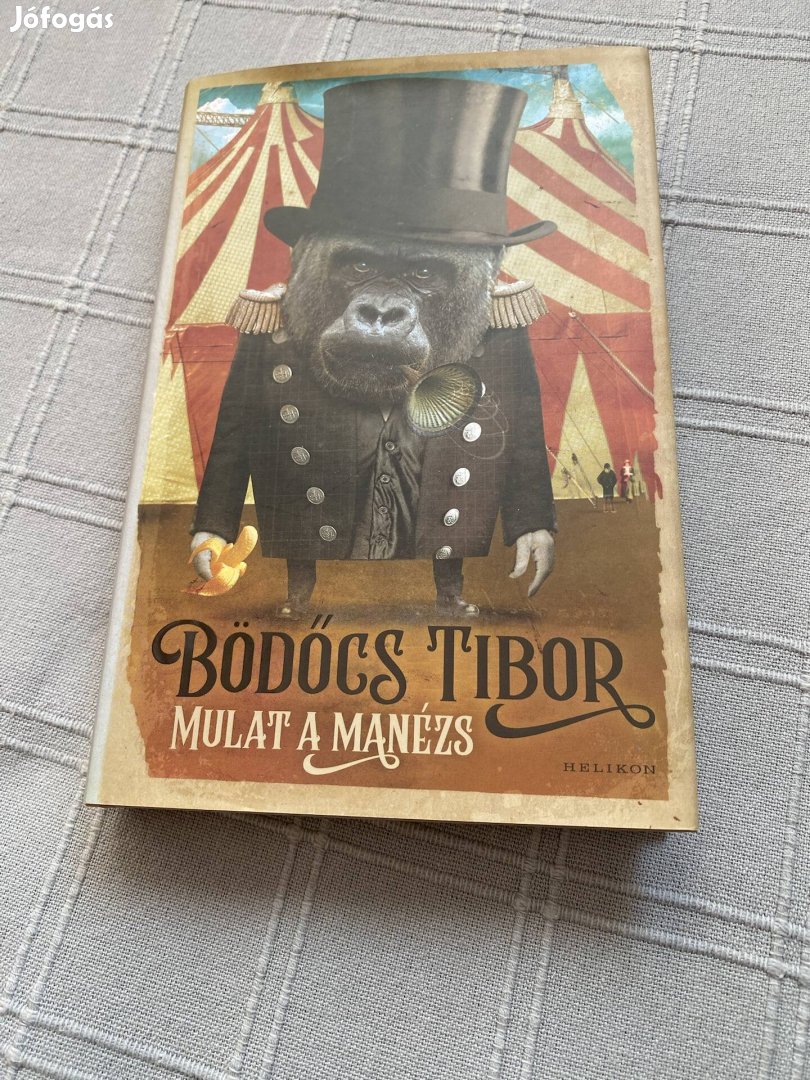 Jófogás
BÖDŐCS TIBOR
MULAT A MANÉZS
HELIKON